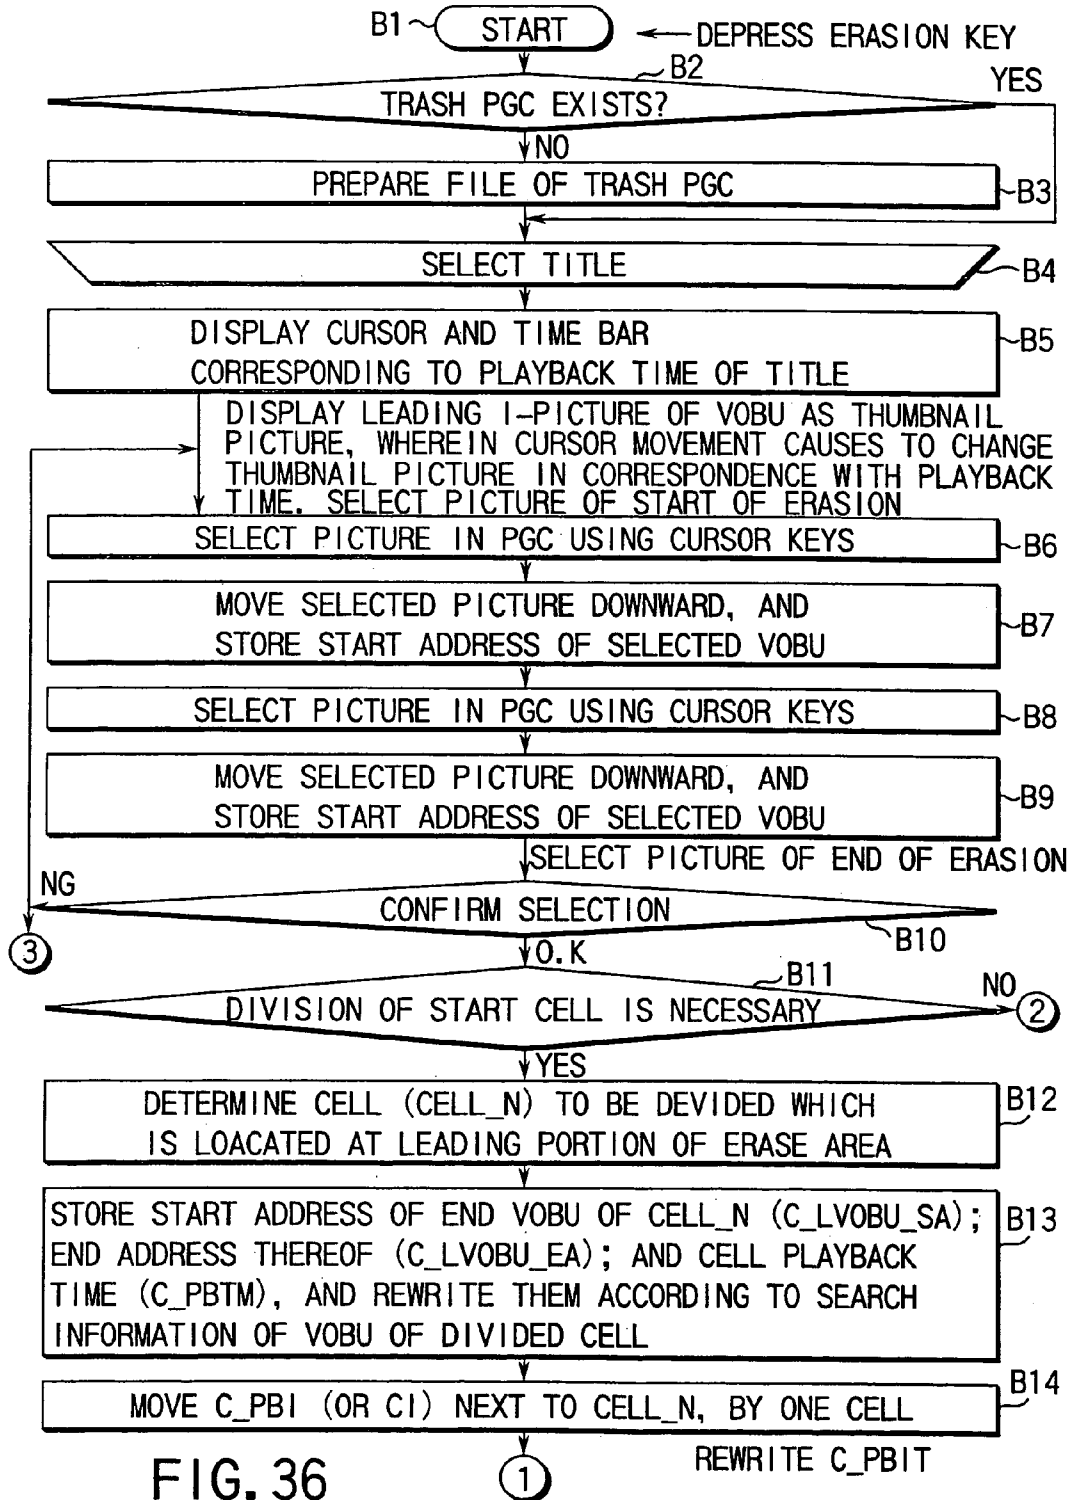 B1
START
DEPRESS ERASION KEY
B2
YES
TRASH PGC EXISTS?
NO
PREPARE FILE OF TRASH PGC
B3
SELECT TITLE
B4
DISPLAY CURSOR AND TIME BAR
CORRESPONDING TO PLAYBACK TIME OF TITLE
B5
DISPLAY LEADING I-PICTURE OF VOBU AS THUMBNAIL
PICTURE, WHEREIN CURSOR MOVEMENT CAUSES TO CHANGE
THUMBNAIL PICTURE IN CORRESPONDENCE WITH PLAYBACK
TIME. SELECT PICTURE OF START OF ERASION
SELECT PICTURE IN PGC USING CURSOR KEYS
B6
MOVE SELECTED PICTURE DOWNWARD, AND
STORE START ADDRESS OF SELECTED VOBU
B7
SELECT PICTURE IN PGC USING CURSOR KEYS
B8
MOVE SELECTED PICTURE DOWNWARD, AND
STORE START ADDRESS OF SELECTED VOBU
B9
SELECT PICTURE OF END OF ERASION
NG
CONFIRM SELECTION
B10
3
O.K
B11
DIVISION OF START CELL IS NECESSARY
NO
2
YES
DETERMINE CELL (CELL_N) TO BE DEVIDED WHICH
IS LOACATED AT LEADING PORTION OF ERASE AREA
B12
STORE START ADDRESS OF END VOBU OF CELL_N (C_LVOBU_SA);
END ADDRESS THEREOF (C_LVOBU_EA); AND CELL PLAYBACK
TIME (C_PBTM), AND REWRITE THEM ACCORDING TO SEARCH
INFORMATION OF VOBU OF DIVIDED CELL
B13
MOVE C_PBI (OR CI) NEXT TO CELL_N, BY ONE CELL
B14
REWRITE C_PBIT
1
FIG. 36